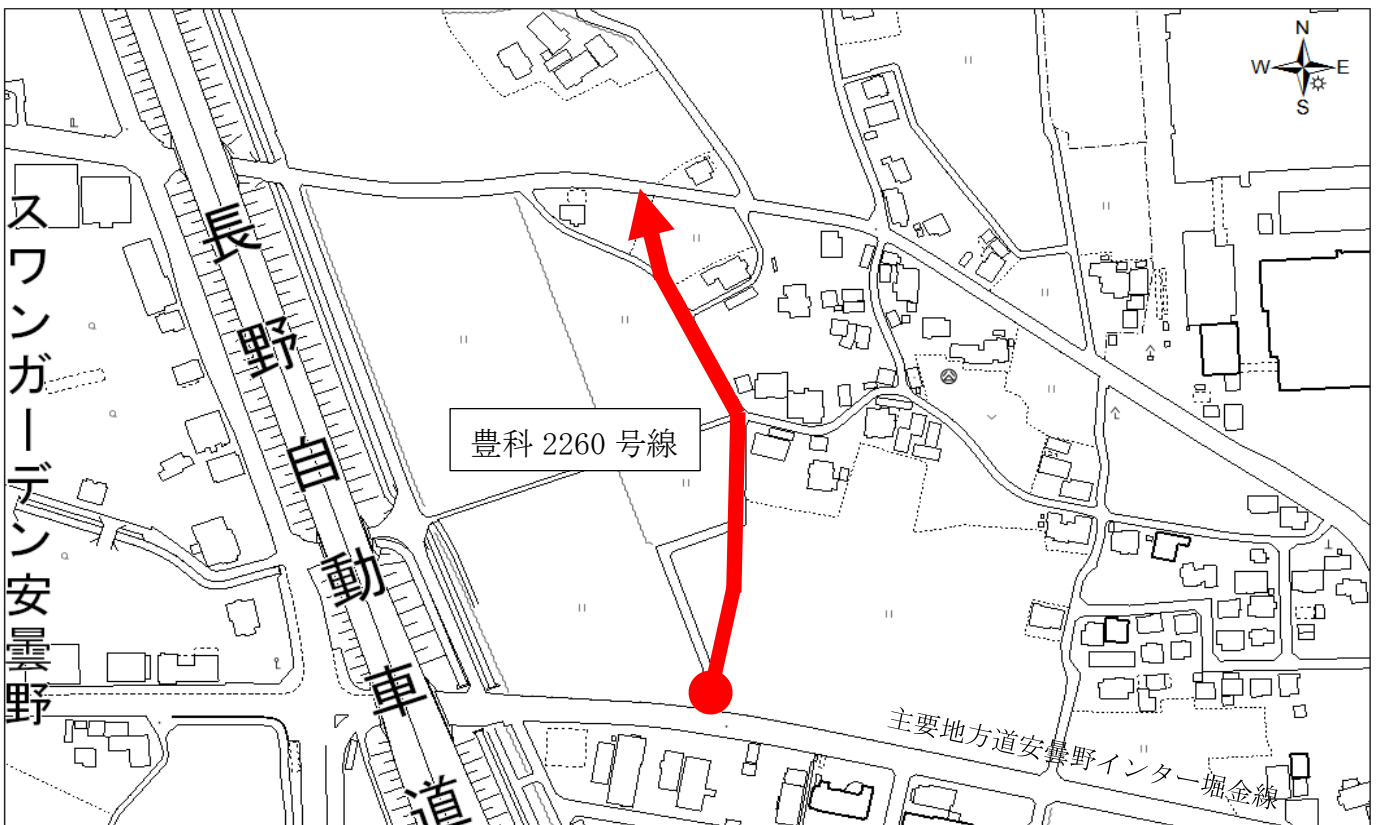 N
W
E
S
スワンガーデン安曇野
長野自動車道
豊科 2260 号線
主要地方道安曇野インター堀金線